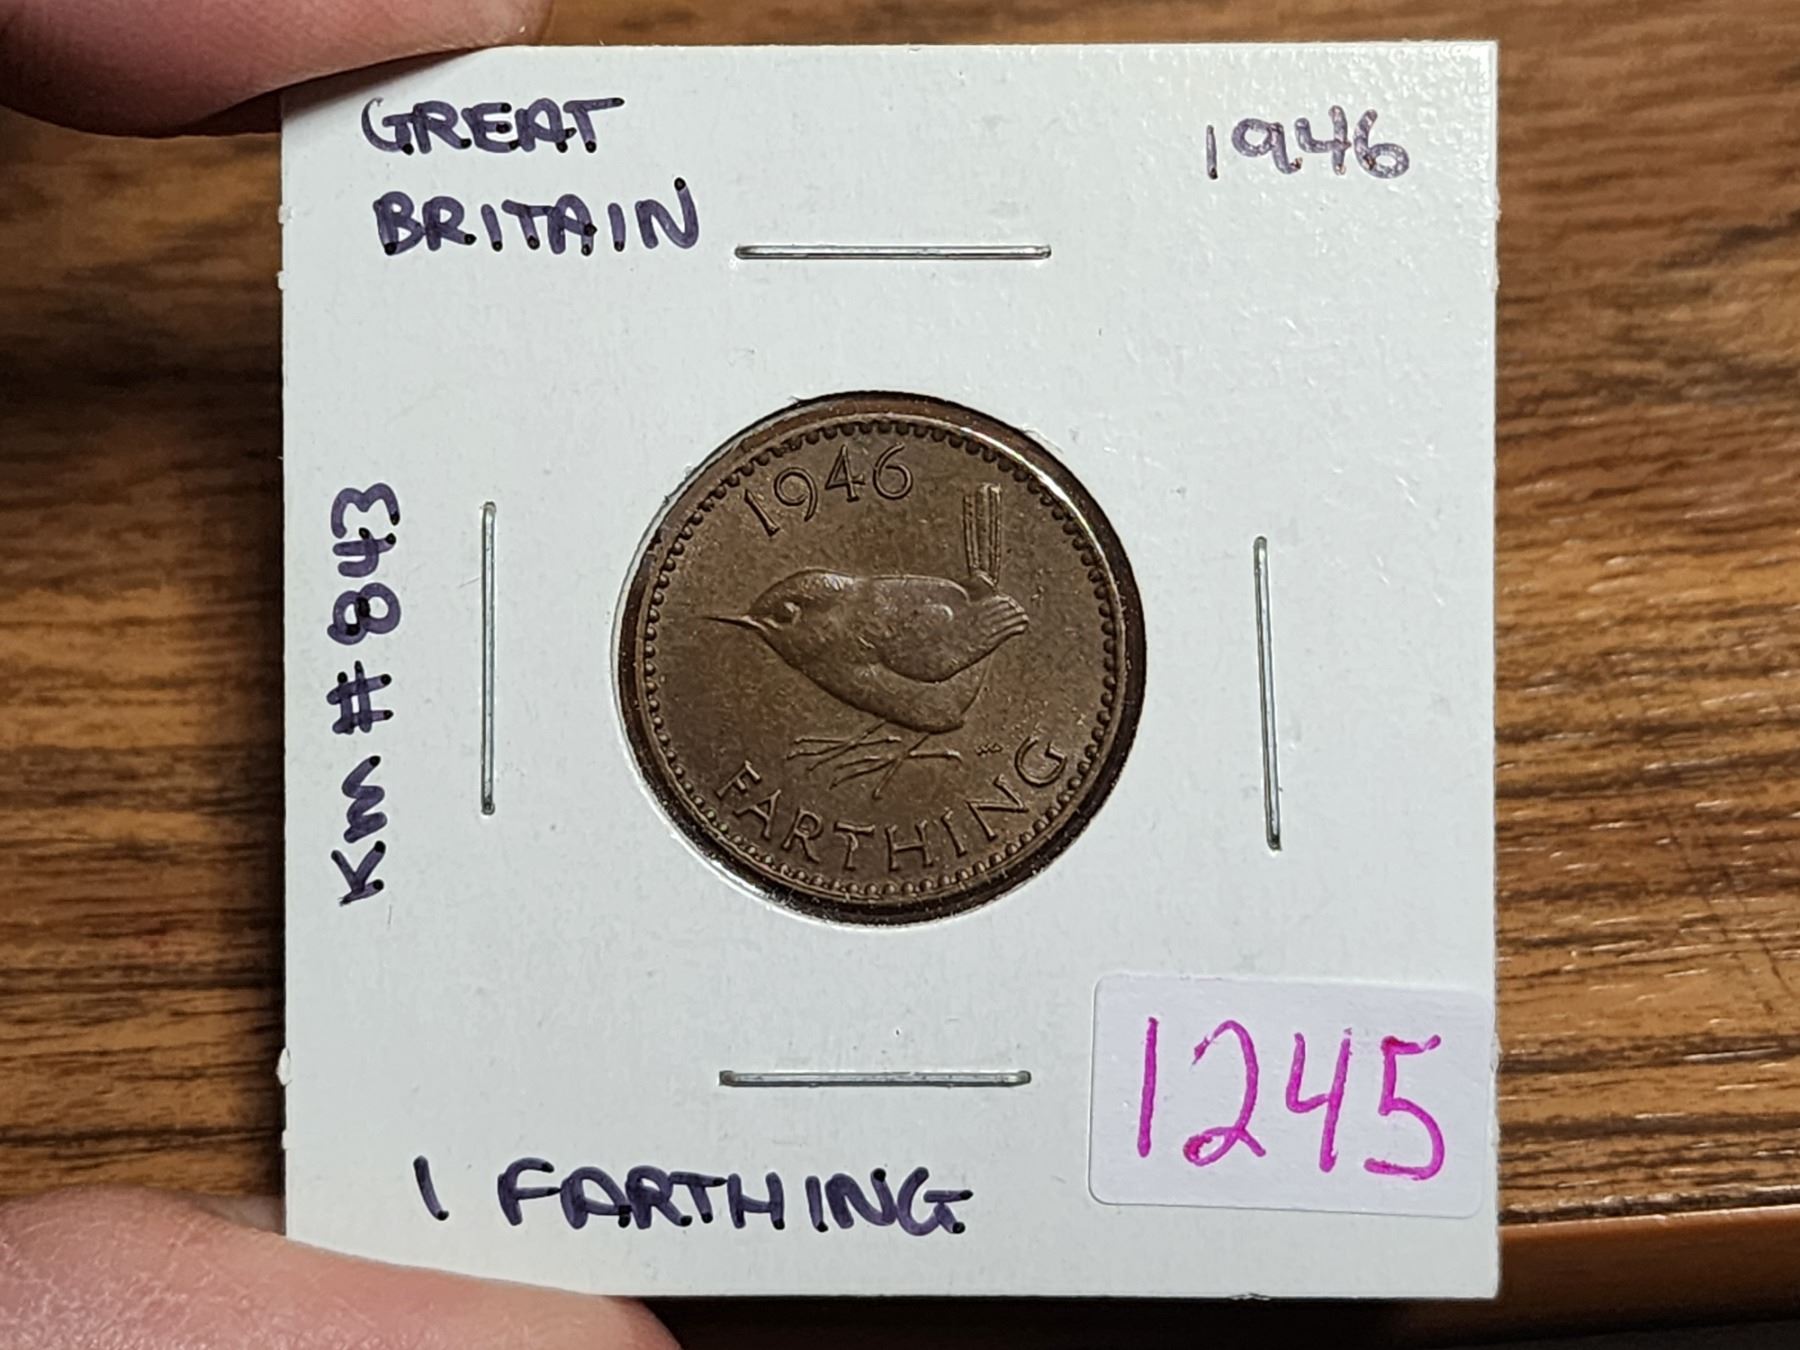 GREAT
BRITAIN
1946
Km # 843
1946
FARTHING
1 FARTHING
1245